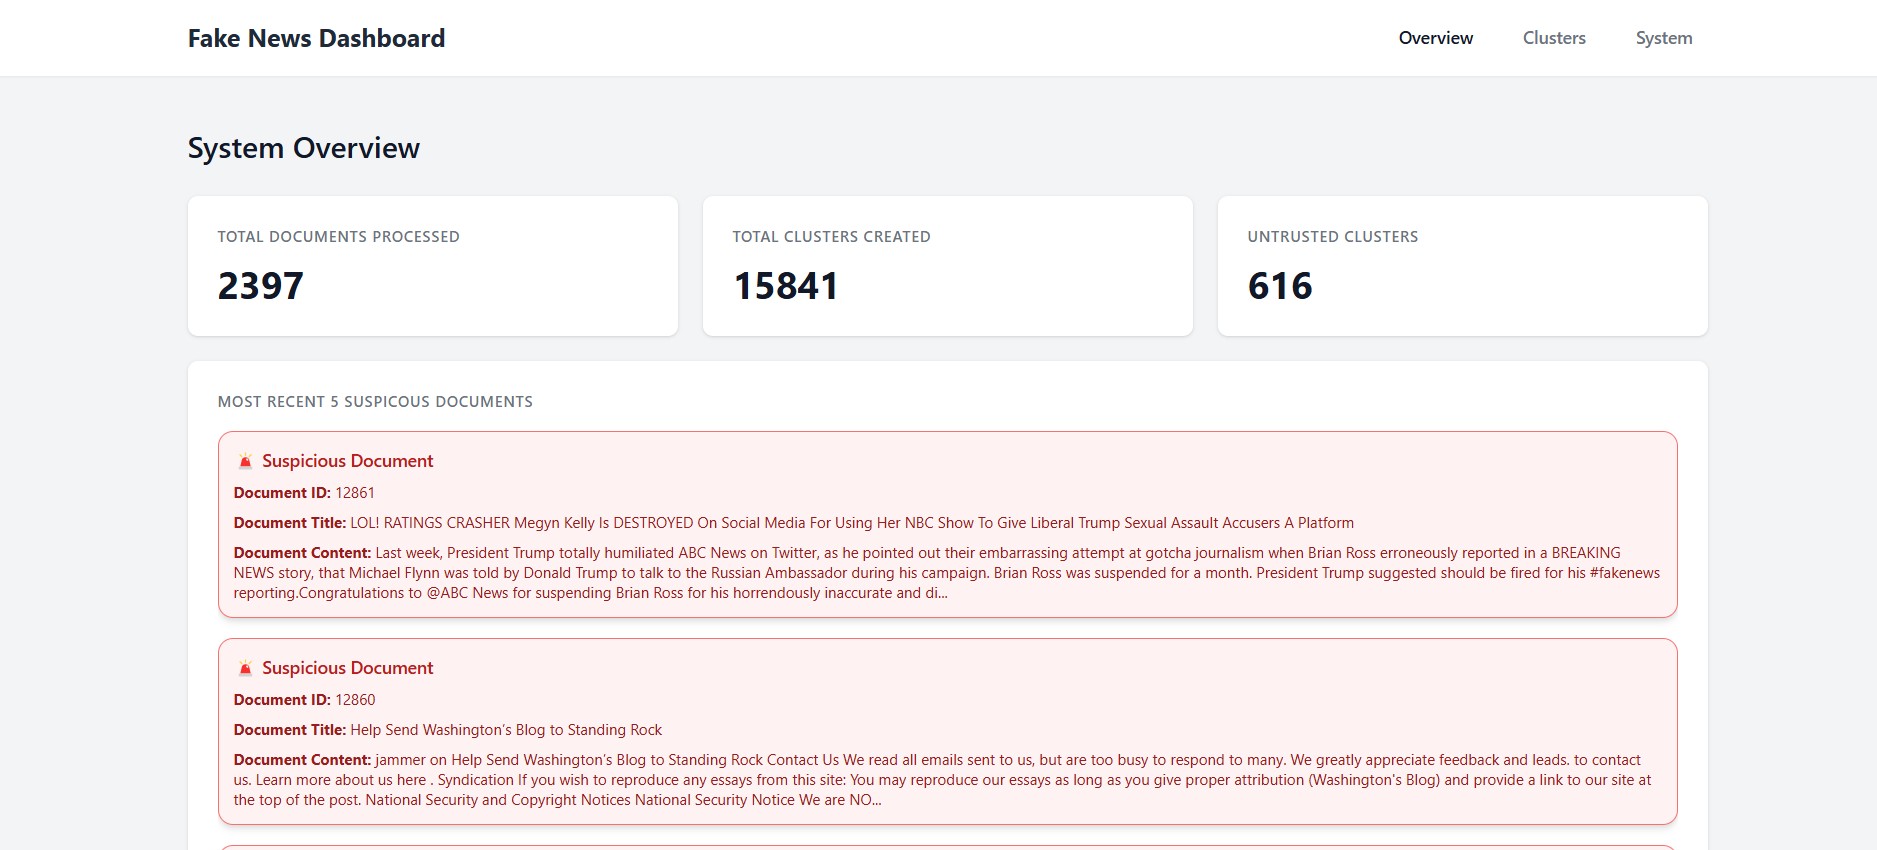 Fake News Dashboard
Overview
Clusters
System
System Overview
TOTAL DOCUMENTS PROCESSED
2397
TOTAL CLUSTERS CREATED
15841
UNTRUSTED CLUSTERS
616
MOST RECENT 5 SUSPICOUS DOCUMENTS
Suspicious Document
Document ID: 12861
Document Title: LOL! RATINGS CRASHER Megyn Kelly Is DESTROYED On Social Media For Using Her NBC Show To Give Liberal Trump Sexual Assault Accusers A Platform
Document Content: Last week, President Trump totally humiliated ABC News on Twitter, as he pointed out their embarrassing attempt at gotcha journalism when Brian Ross erroneously reported in a BREAKING
NEWS story, that Michael Flynn was told by Donald Trump to talk to the Russian Ambassador during his campaign. Brian Ross was suspended for a month. President Trump suggested should be fired for his #fakenews
reporting.Congratulations to @ABC News for suspending Brian Ross for his horrendously inaccurate and di...
Suspicious Document
Document ID: 12860
Document Title: Help Send Washington's Blog to Standing Rock
Document Content: jammer on Help Send Washington's Blog to Standing Rock Contact Us We read all emails sent to us, but are too busy to respond to many. We greatly appreciate feedback and leads. to contact
us. Learn more about us here . Syndication If you wish to reproduce any essays from this site: You may reproduce our essays as long as you give proper attribution (Washington's Blog) and provide a link to our site at
the top of the post. National Security and Copyright Notices National Security Notice We are NO...